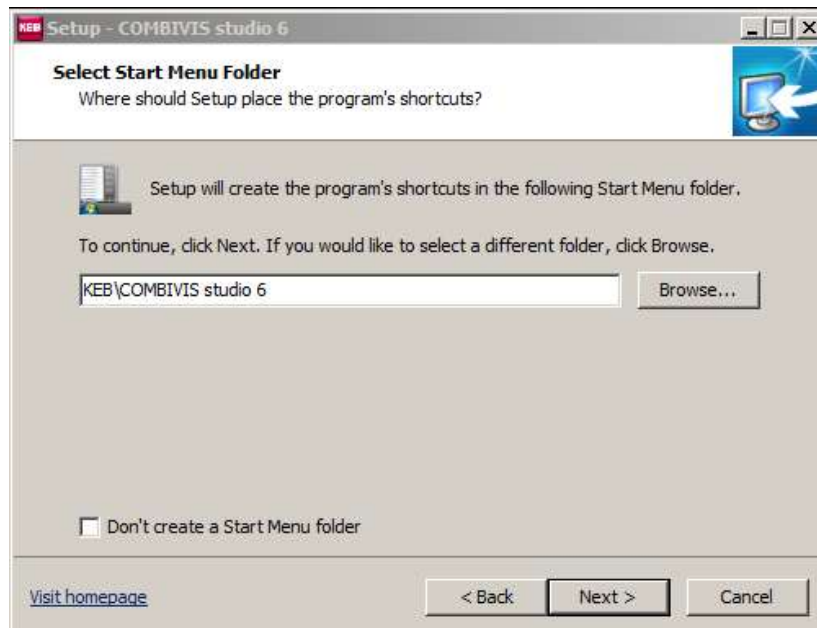 KEB Setup - COMBIVIS studio 6
Select Start Menu Folder
Where should Setup place the program's shortcuts?
Setup will create the program's shortcuts in the following Start Menu folder.
To continue, click Next. If you would like to select a different folder, click Browse.
KEB\COMBIVIS studio 6
Browse...
Don't create a Start Menu folder
Visit homepage
< Back
Next >
Cancel